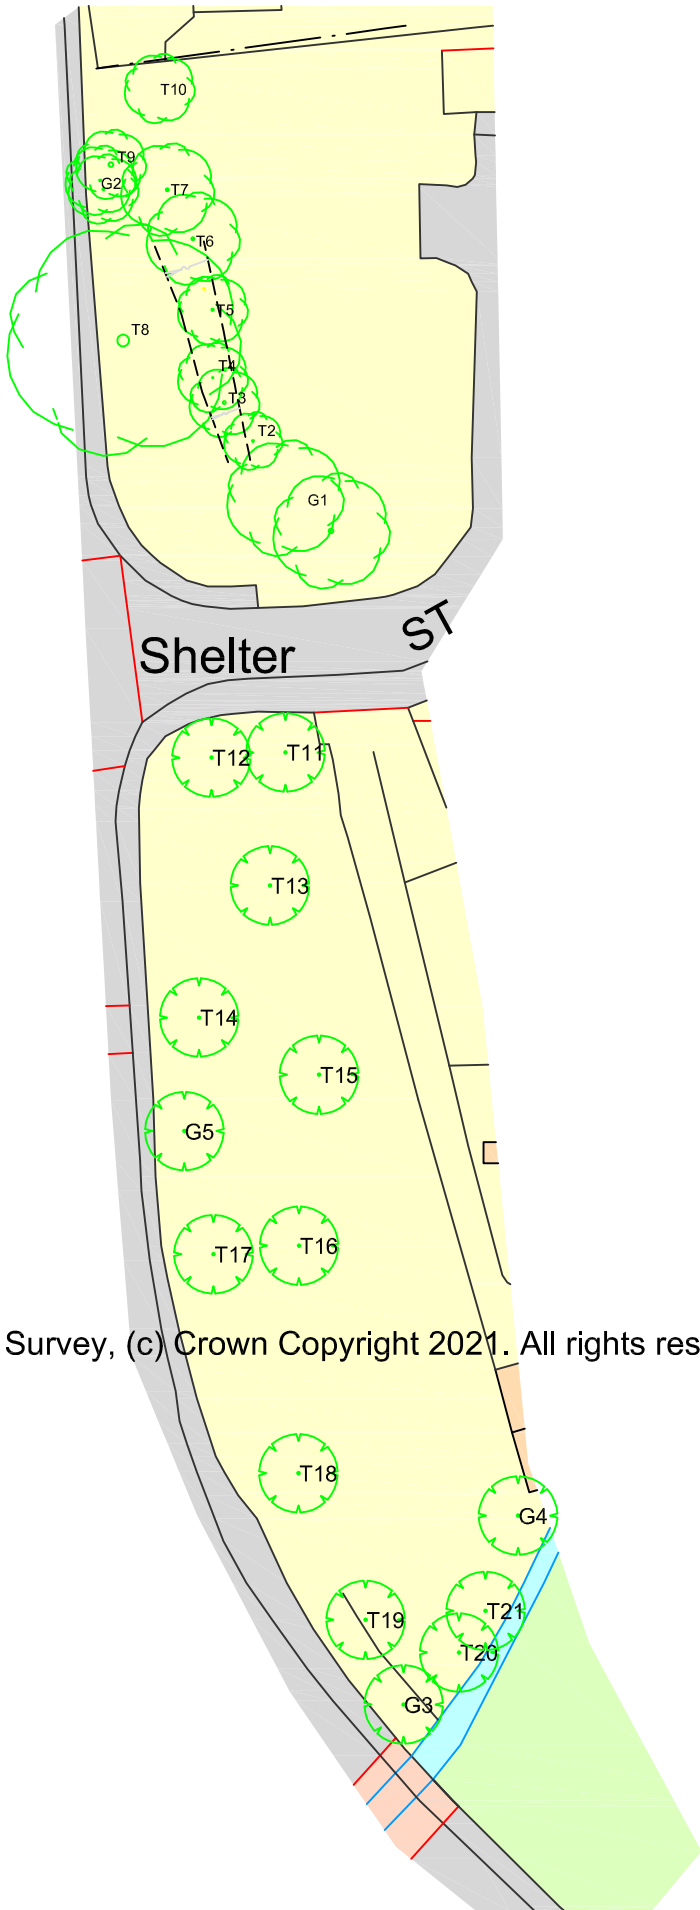 T10
T9
G2
T7
T6
T5
T8
T4
T3
T2
G1
ST
Shelter
T12
T11
T13
T14
T15
G5
T17
T16
Survey, (c) Crown Copyright 2021. All rights res
T18
G4
T21
T19
T20
G3